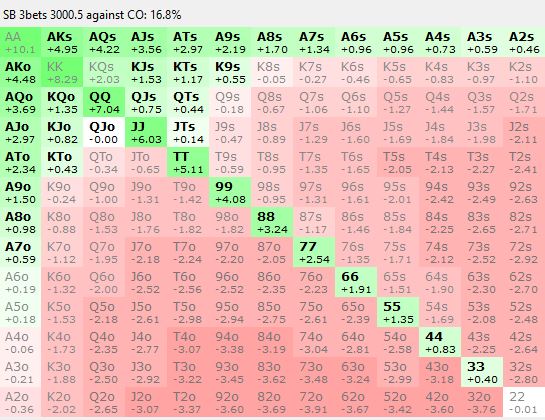 SB 3bets 3000.5 against CO: 16.8%
AA AKs AQs AJs ATs A9s A8s A7s A6s A5s A4s A3s A2s
+10.1 +4.95 +4.22 +3.56 +2.97 +2.19 +1.70 +1.34 +0.96 +0.96 +0.73 +0.59 +0.46
AKo KK KQs KJs KTs K9s K8s K7s K6s K5s K4s K3s K2s
+4.48 +8.29 +2.03 +1.53 +1.17 +0.55 -0.05 -0.27 -0.46 -0.65 -0.83 -0.97 -1.10
AQo KQo QQ QJs QTs Q9s Q8s Q7s Q6s Q5s Q4s Q3s Q2s
+3.69 +1.35 +7.04 +0.75 +0.44 -0.18 -0.67 -1.06 -1.10 -1.27 -1.44 -1.57 -1.71
AJo KJo QJo JJ JTs J9s J8s J7s J6s J5s J4s J3s J2s
+2.97 +0.82 -0.00 +6.03 +0.14 -0.47 -0.89 -1.29 -1.60 -1.69 -1.84 -1.98 -2.11
ATo KTo QTo JTo TT T9s T8s T7s T6s T5s T4s T3s T2s
+2.34 +0.43 -0.34 -0.65 +5.11 -0.59 -0.95 -1.35 -1.65 -2.05 -2.13 -2.27 -2.41
A9o K9o Q9o J9o T9o 99 98s 97s 96s 95s 94s 93s 92s
+1.50 -0.24 -1.00 -1.31 -1.42 +4.08 -0.95 -1.31 -1.61 -2.01 -2.42 -2.49 -2.63
A8o K8o Q8o J8o T8o 98o 88 87s 86s 85s 84s 83s 82s
+0.98 -0.88 -1.53 -1.76 -1.82 -1.82 +3.24 -1.17 -1.46 -1.84 -2.25 -2.65 -2.71
A7o K7o Q7o J7o T7o 97o 87o 77 76s 75s 74s 73s 72s
+0.59 -1.12 -1.95 -2.18 -2.24 -2.20 -2.05 +2.54 -1.35 -1.71 -2.12 -2.52 -2.92
A6o K6o Q6o J6o T6o 96o 86o 76o 66 65s 64s 63s 62s
+0.19 -1.32 -2.00 -2.52 -2.56 -2.52 -2.35 -2.23 +1.91 -1.51 -1.90 -2.30 -2.70
A5o K5o Q5o J5o T5o 95o 85o 75o 65o 55 54s 53s 52s
+0.18 -1.53 -2.18 -2.61 -2.98 -2.94 -2.75 -2.61 -2.39 +1.35 -1.69 -2.08 -2.48
A4o K4o Q4o J4o T4o 94o 84o 74o 64o 54o 44 43s 42s
-0.06 -1.73 -2.35 -2.77 -3.07 -3.38 -3.19 -3.04 -2.81 -2.58 +0.83 -2.25 -2.64
A3o K3o Q3o J3o T3o 93o 83o 73o 63o 53o 43o 33 32s
-0.21 -1.88 -2.50 -2.92 -3.22 -3.45 -3.62 -3.48 -3.24 -2.99 -3.18 +0.40 -2.80
A2o K2o Q2o J2o T2o 92o 82o 72o 62o 52o 42o 32o 22
-0.36 -2.02 -2.65 -3.07 -3.37 -3.60 -3.69 -3.91 -3.67 -3.42 -3.60 -3.76 -0.01